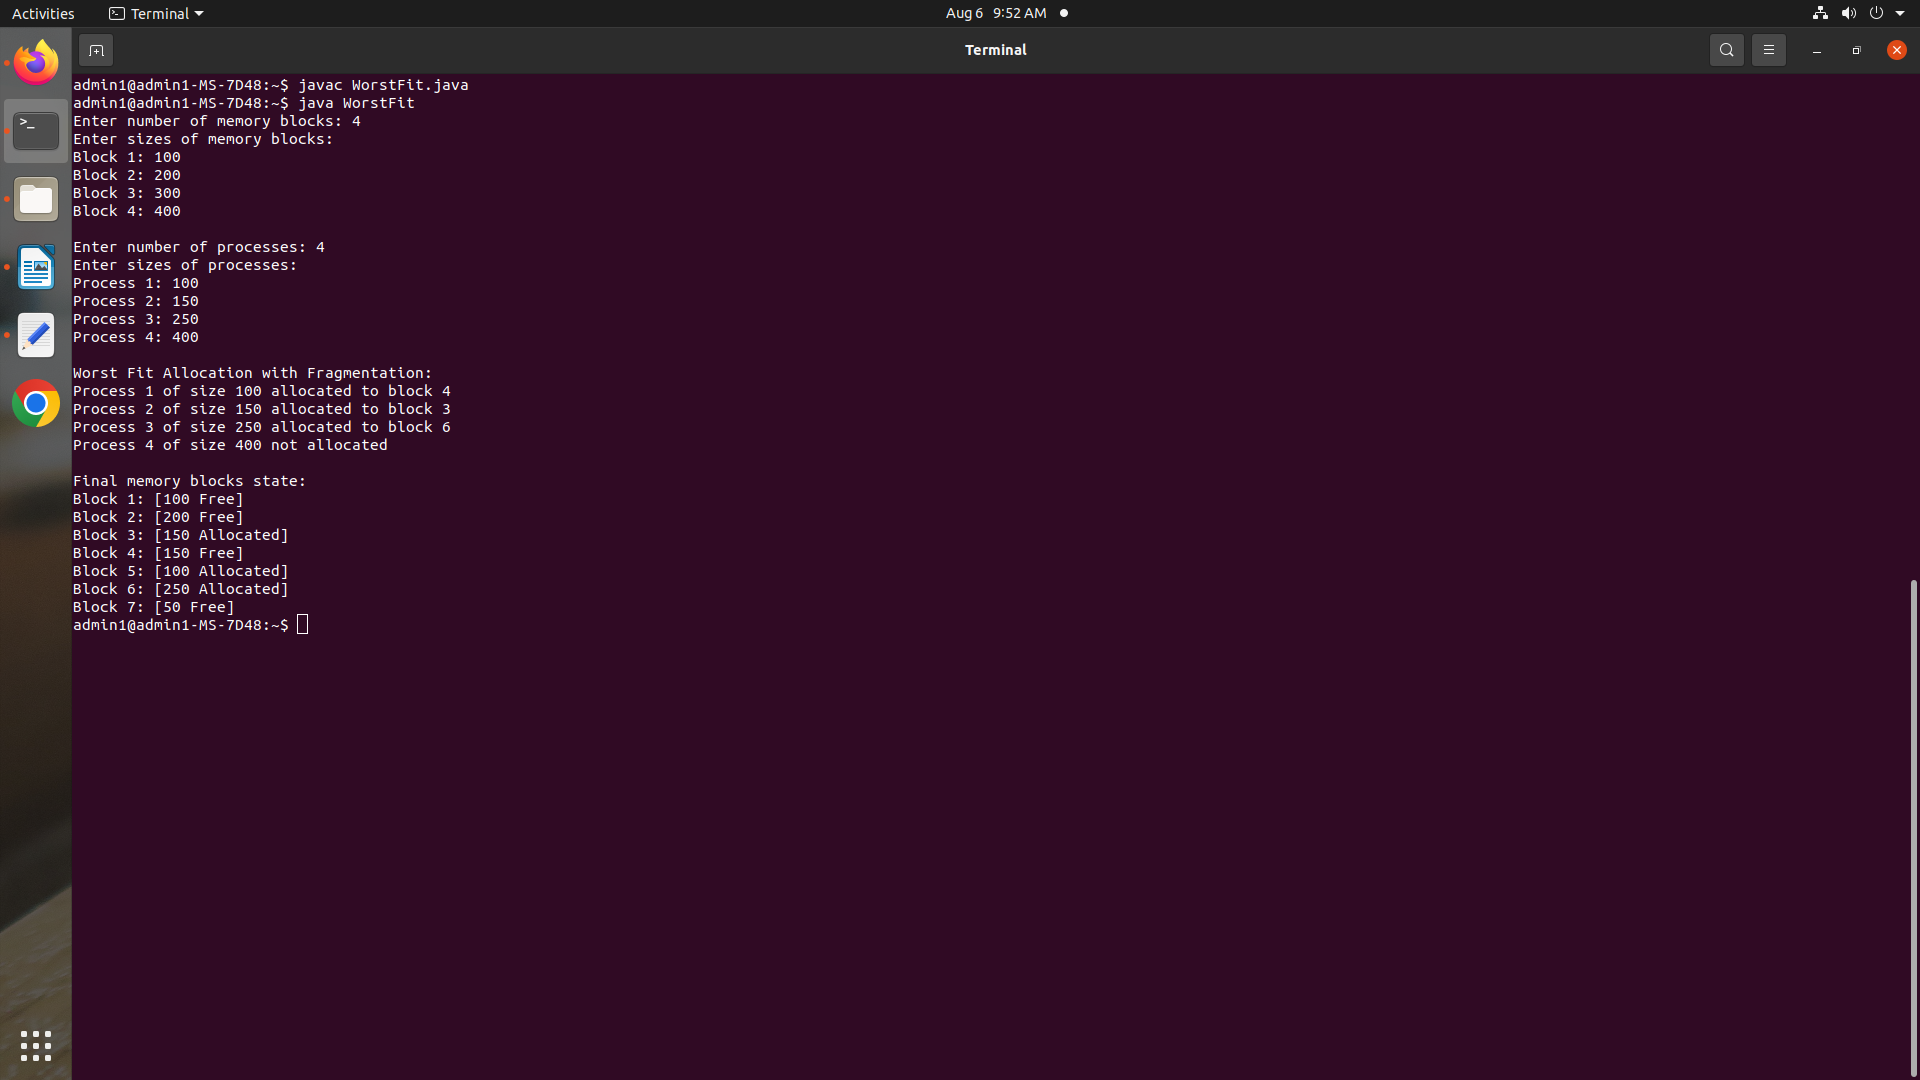 Activities
Terminal
Aug 6 9:52 AM
Terminal
admin1@admin1-MS-7D48:~$ javac WorstFit.java
admin1@admin1-MS-7D48:~$ java WorstFit
Enter number of memory blocks: 4
Enter sizes of memory blocks:
Block 1: 100
Block 2: 200
Block 3: 300
Block 4: 400
Enter number of processes: 4
Enter sizes of processes:
Process 1: 100
Process 2: 150
Process 3: 250
Process 4: 400
Worst Fit Allocation with Fragmentation:
Process 1 of size 100 allocated to block 4
Process 2 of size 150 allocated to block 3
Process 3 of size 250 allocated to block 6
Process 4 of size 400 not allocated
Final memory blocks state:
Block 1: [100 Free]
Block 2: [200 Free]
Block 3: [150 Allocated]
Block 4: [150 Free]
Block 5: [100 Allocated]
Block 6: [250 Allocated]
Block 7: [50 Free]
admin1@admin1-MS-7D48:~$